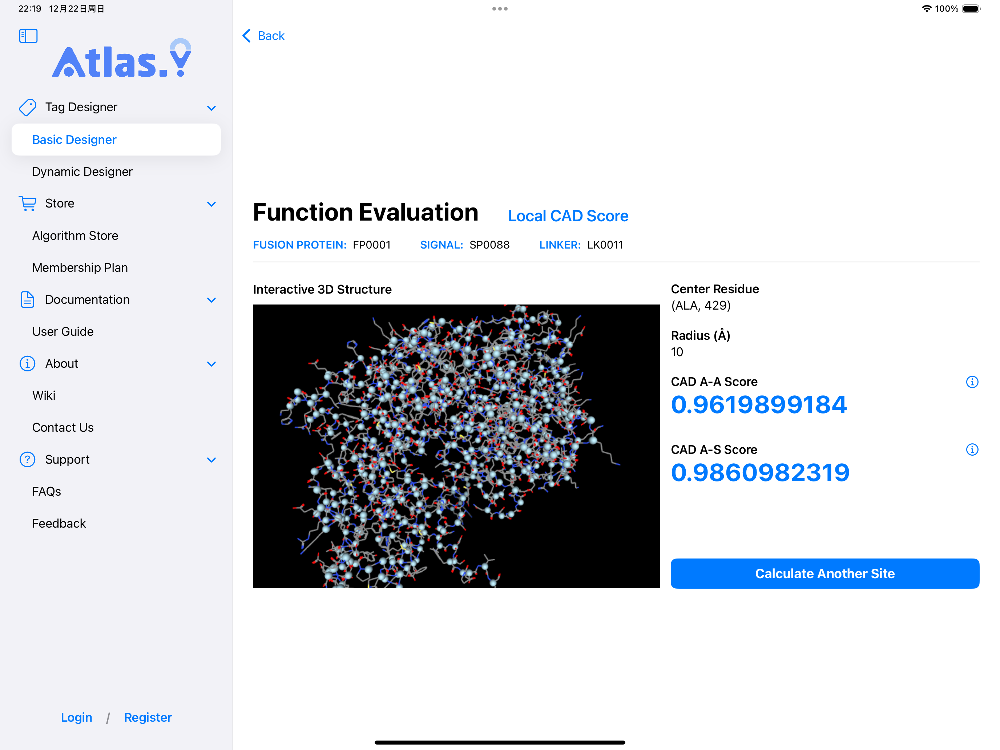 22:19 12月22日周日
100%
Atlas.
Tag Designer
Basic Designer
Dynamic Designer
Store
Algorithm Store
Membership Plan
Documentation
User Guide
About
Wiki
Contact Us
Support
FAQs
Feedback
Login / Register
Back
Function Evaluation Local CAD Score
FUSION PROTEIN: FP0001 SIGNAL: SP0088 LINKER: LK0011
Interactive 3D Structure
Center Residue
(ALA, 429)
Radius (Å)
10
CAD A-A Score
0.9619899184
CAD A-S Score
0.9860982319
Calculate Another Site